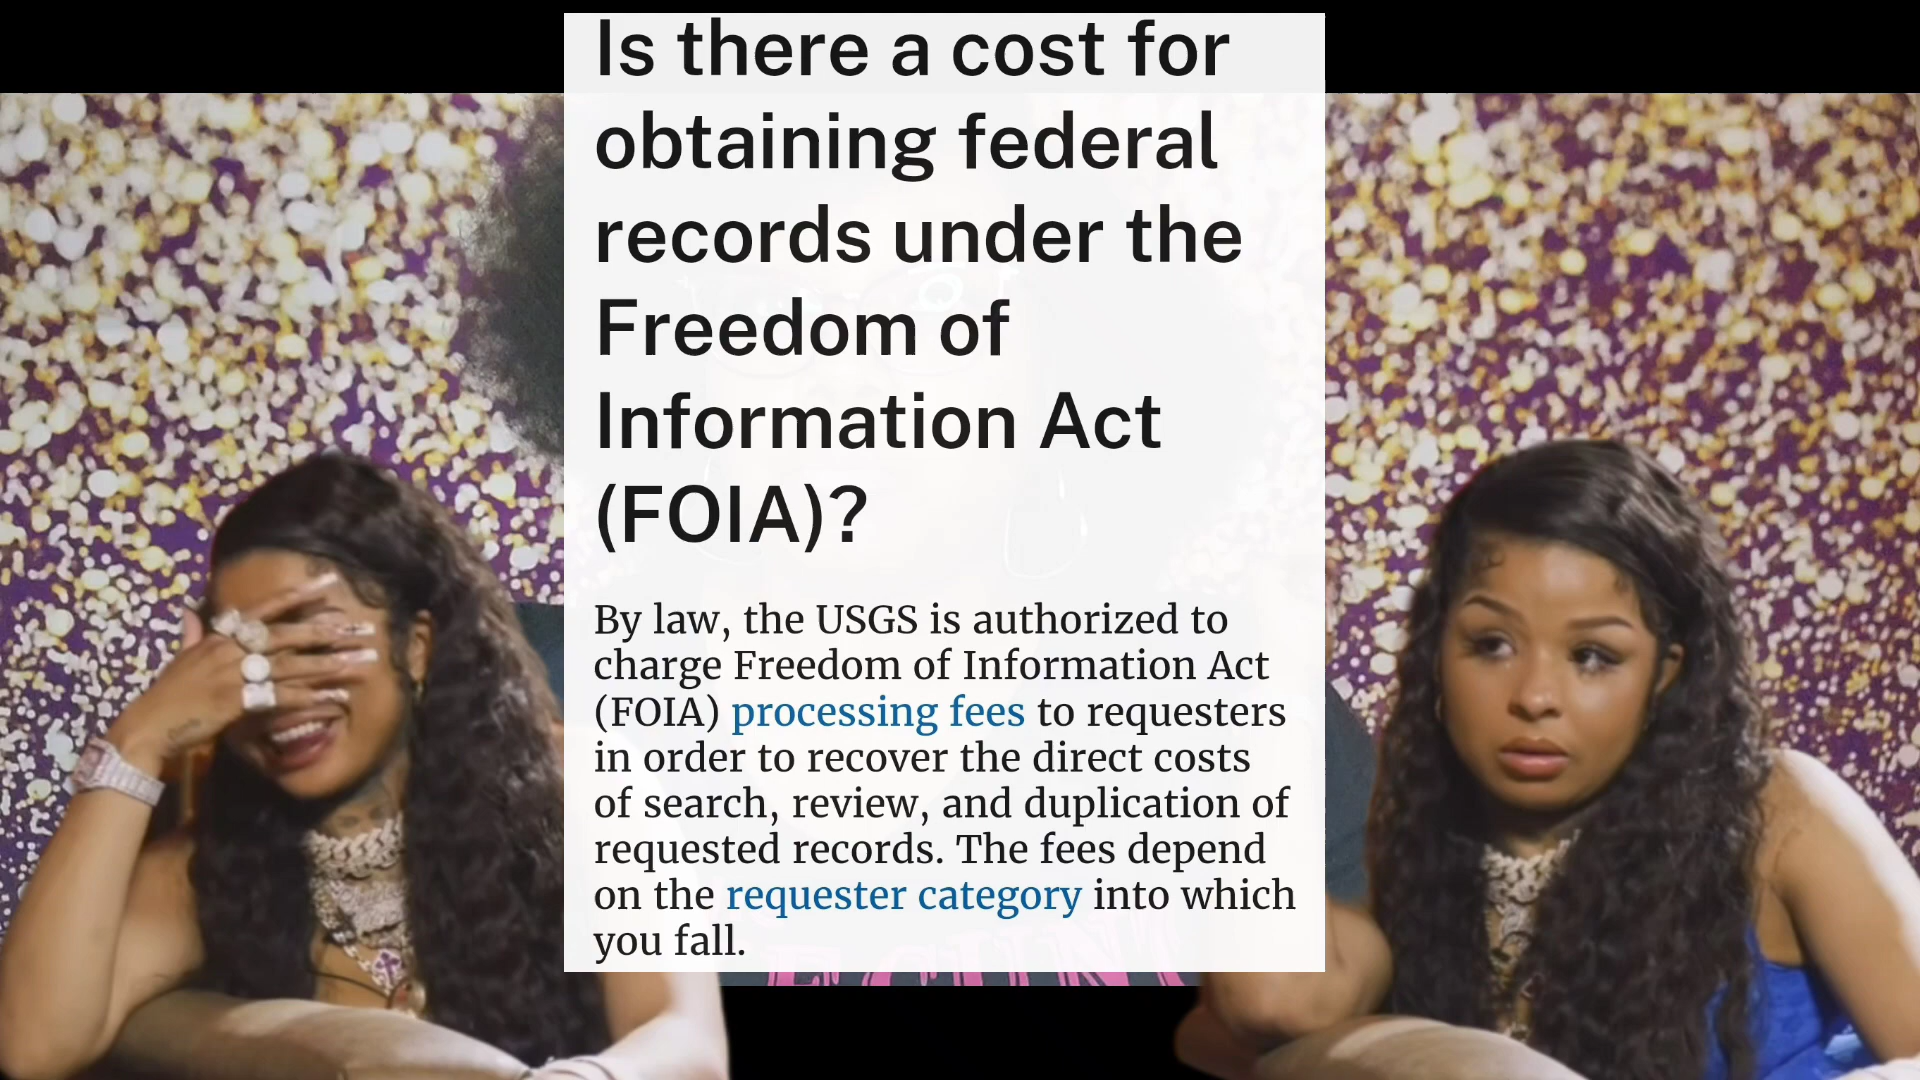 Is there a cost for
obtaining federal
records under the
Freedom of
Information Act
(FOIA)?
By law, the USGS is authorized to
charge Freedom of Information Act
(FOIA) processing fees to requesters
in order to recover the direct costs
of search, review, and duplication of
requested records. The fees depend
on the requester category into which
you fall.